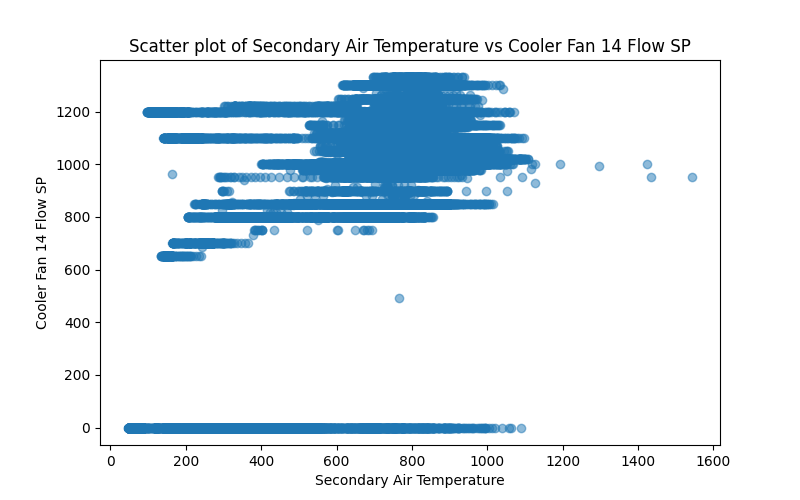 Scatter plot of Secondary Air Temperature vs Cooler Fan 14 Flow SP
Cooler Fan 14 Flow SP
1200
1000
800
600
400
200
0
0 200 400 600 800 1000 1200 1400 1600
Secondary Air Temperature